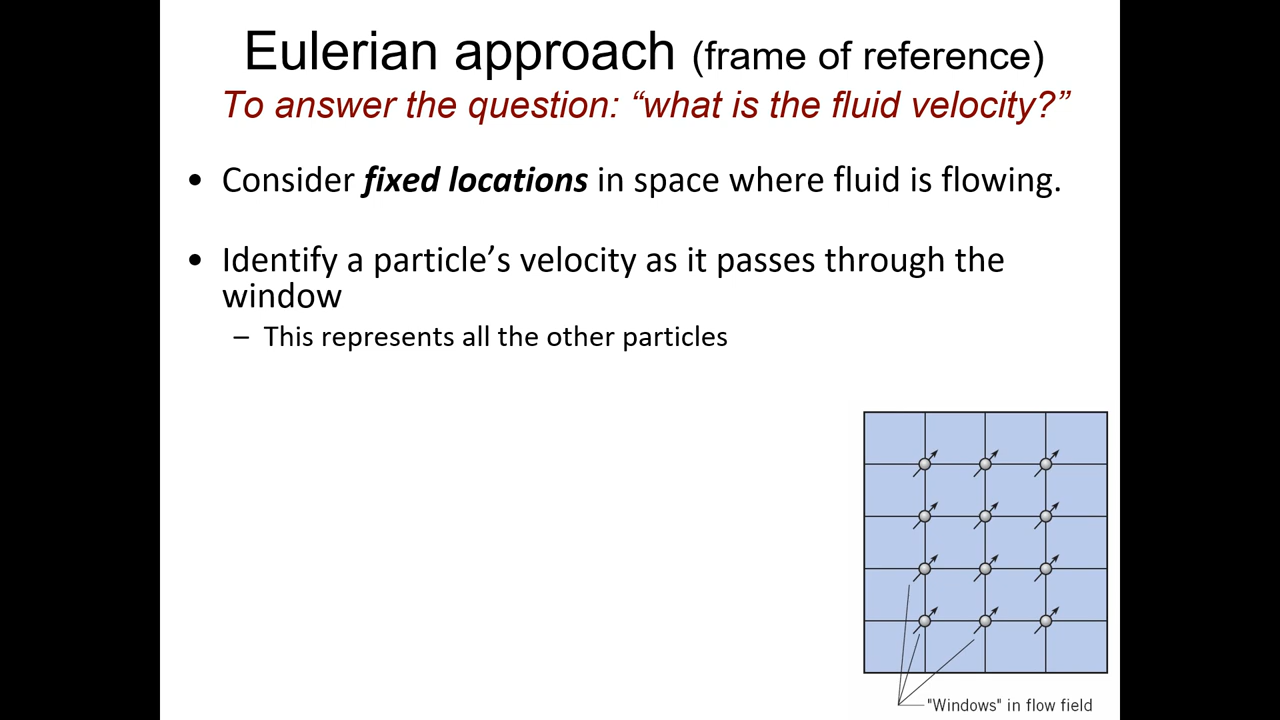 Eulerian approach (frame of reference)
To answer the question: “what is the fluid velocity?”
• Consider fixed locations in space where fluid is flowing.
• Identify a particle’s velocity as it passes through the
window
– This represents all the other particles
"Windows" in flow field